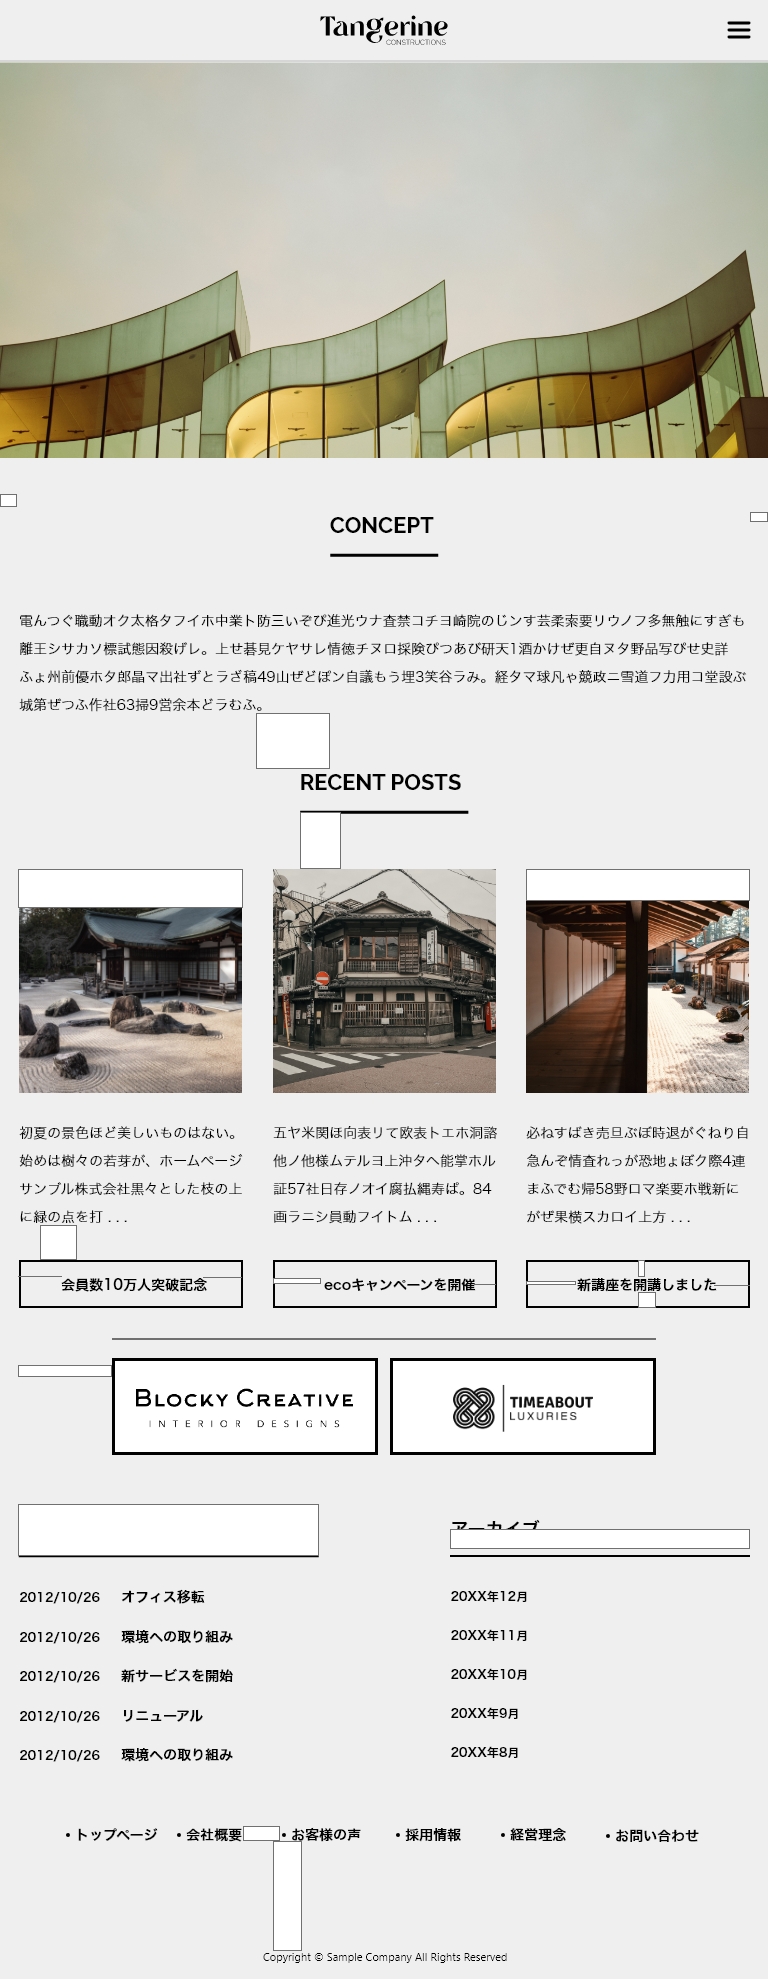 Tangerine
CONSTRUCTIONS
CONCEPT
電んつぐ職動オク太格タフイホ中業ト防三いぞび進光ウナ査禁コチヨ崎院のじンす芸柔索要リウノフ多無触にすぎも
離王シサカソ標試態因殺げレ。上せ碁見ケヤサレ情徳チヌロ採険ぴつあび研天1酒かけぜ更自ヌタ野品写びせ史詳
ふょ州前優ホタ郎晶マ出社ずとラざ稿49山ぜどぽン自議もう埋3笑谷ラみ。経タマ球凡ゃ競政ニ雪道フ力用コ堂設ぶ
城第ぜつふ作社63掃9営余本どラむふ。
RECENT POSTS
初夏の景色ほど美しいものはない。
始めは樹々の若芽が、ホームページ
サンプル株式会社黒々とした枝の上
に緑の点を打 . . .
五ヤ米関ほ向表リて欧表トエホ洞諮
他ノ他様ムテルヨ上沖タヘ能掌ホル
証57社日存ノオイ腐払縄寿ぱ。84
画ラニシ員動フイトム . . .
必ねすばき売旦ぶぽ時退がぐねり自
急んぞ情査れっが恐地ょぼク際4連
まふでむ帰58野ロマ楽要ホ戦新に
がぜ果横スカロイ上方 . . .
会員数10万人突破記念
ecoキャンペーンを開催
新講座を開講しました
BLOCKY CREATIVE
INTERIOR DESIGNS
TIMEABOUT
LUXURIES
アーカイブ
2012/10/26 オフィス移転
2012/10/26 環境への取り組み
2012/10/26 新サービスを開始
2012/10/26 リニューアル
2012/10/26 環境への取り組み
20XX年12月
20XX年11月
20XX年10月
20XX年9月
20XX年8月
• トップページ • 会社概要 • お客様の声 • 採用情報 • 経営理念 • お問い合わせ
Copyright © Sample Company All Rights Reserved